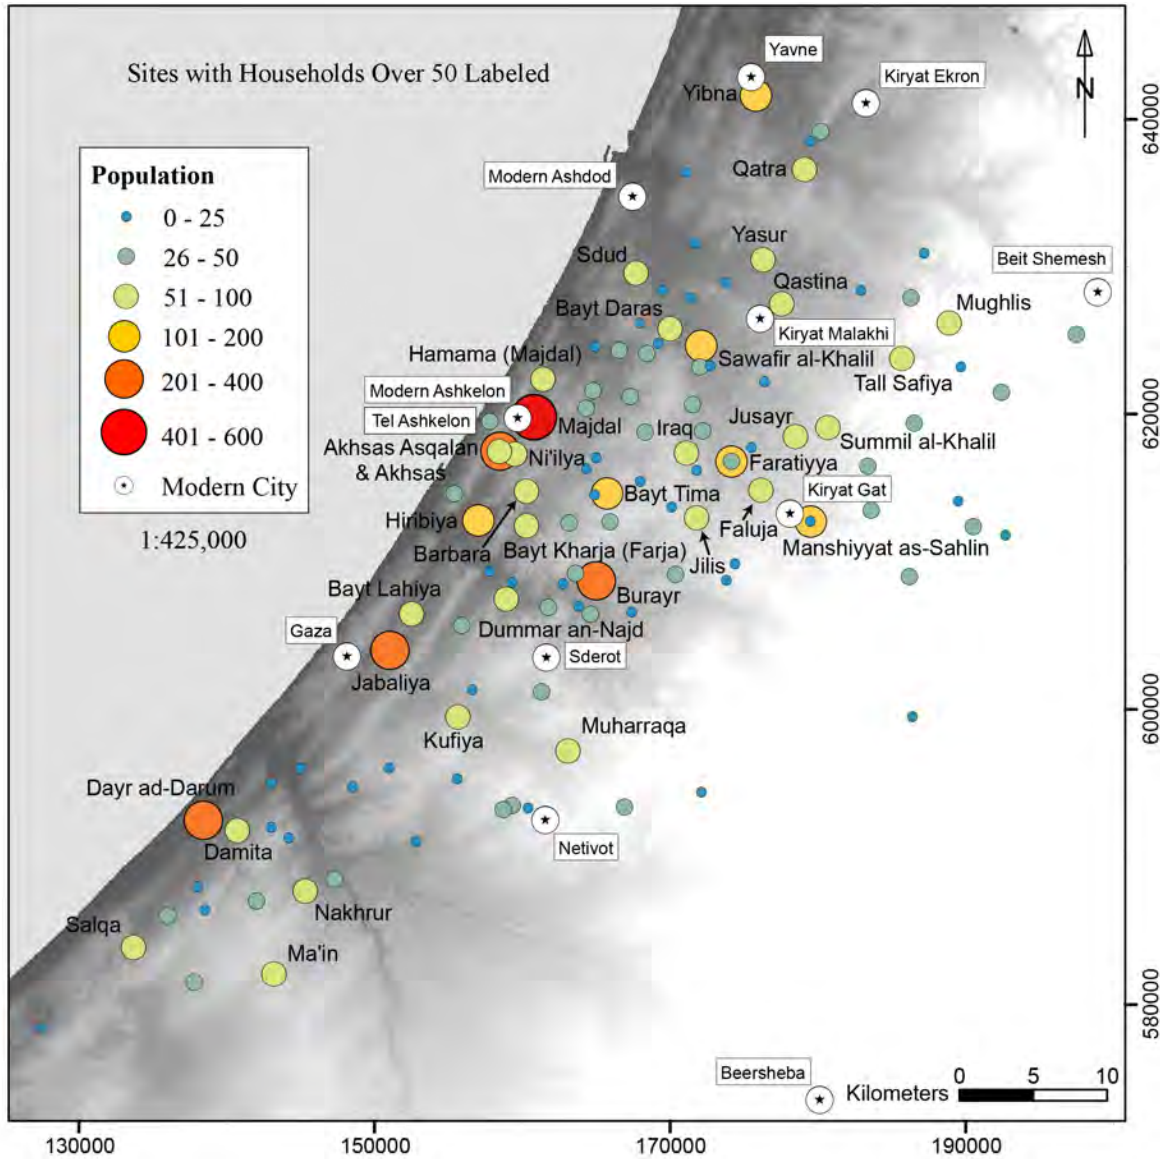 Sites with Households Over 50 Labeled
Yavne
Kiryat Ekron
Yibna
N
640000
Population
0 - 25
26 - 50
51 - 100
101 - 200
201 - 400
401 - 600
Modern City
1:425,000
Modern Ashdod
Qatra
Yasur
Sdud
Beit Shemesh
Qastina
Bayt Daras
Mughlis
Kiryat Malakhi
Hamama (Majdal)
Sawafir al-Khalil
Tall Safiya
Modern Ashkelon
Tel Ashkelon
Majdal
Iraq
Jusayr
620000
Akhsas Asqalan
& Akhsas
Ni'ilya
Summil al-Khalil
Faratiyya
Bayt Tima
Kiryat Gat
Hiribiya
Barbara
Faluja
Bayt Kharja (Farja)
Jilis
Manshiyyat as-Sahlin
Bayt Lahiya
Burayr
Gaza
Dummar an-Najd
Sderot
Jabaliya
600000
Kufiya
Muharraqa
Dayr ad-Darum
Damita
Netivot
Nakhrur
Salqa
Ma'in
580000
Beersheba
Kilometers
0 5 10
130000 150000 170000 190000